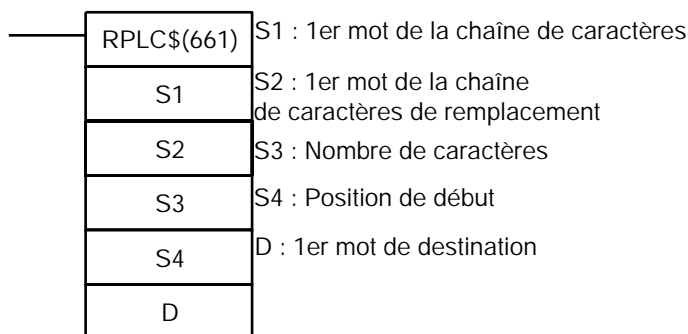 RPLC$(661)
S1 : 1er mot de la chaîne de caractères
S1
S2 : 1er mot de la chaîne
de caractères de remplacement
S2
S3 : Nombre de caractères
S3
S4 : Position de début
S4
D : 1er mot de destination
D